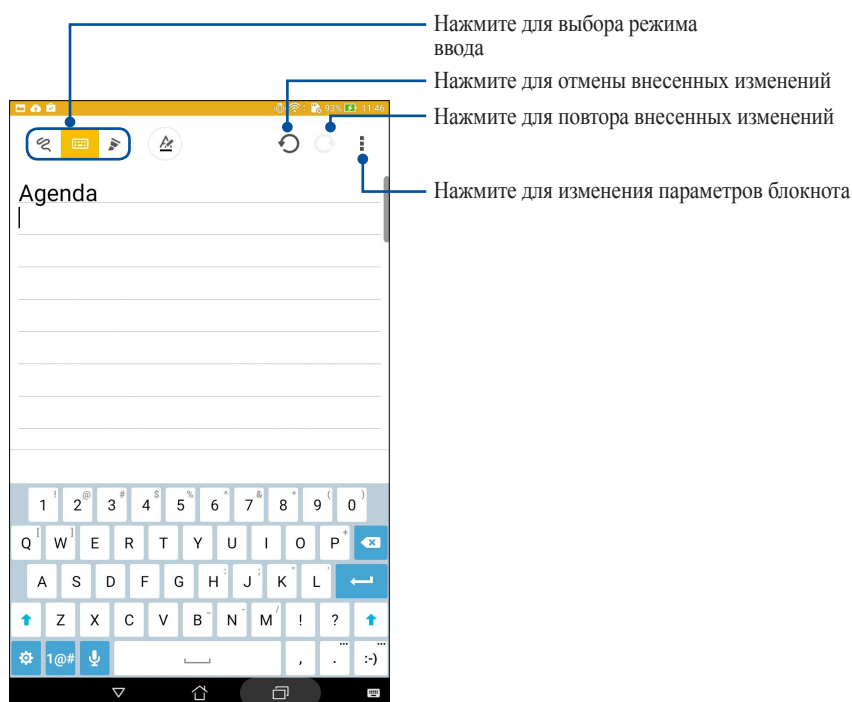 Нажмите для выбора режима
ввода
Нажмите для отмены внесенных изменений
93% 11:46
Нажмите для повтора внесенных изменений
Нажмите для изменения параметров блокнота
Agenda
1 ! 2 @ 3 # 4 $ 5 % 6 ^ 7 & 8 * 9 ( 0 )
Q [ W ] E R T Y U I O P +
A S D F G H : J ; K " L '
Z X C V B _ N - M / ! ?
1@# , . ... :-) ...